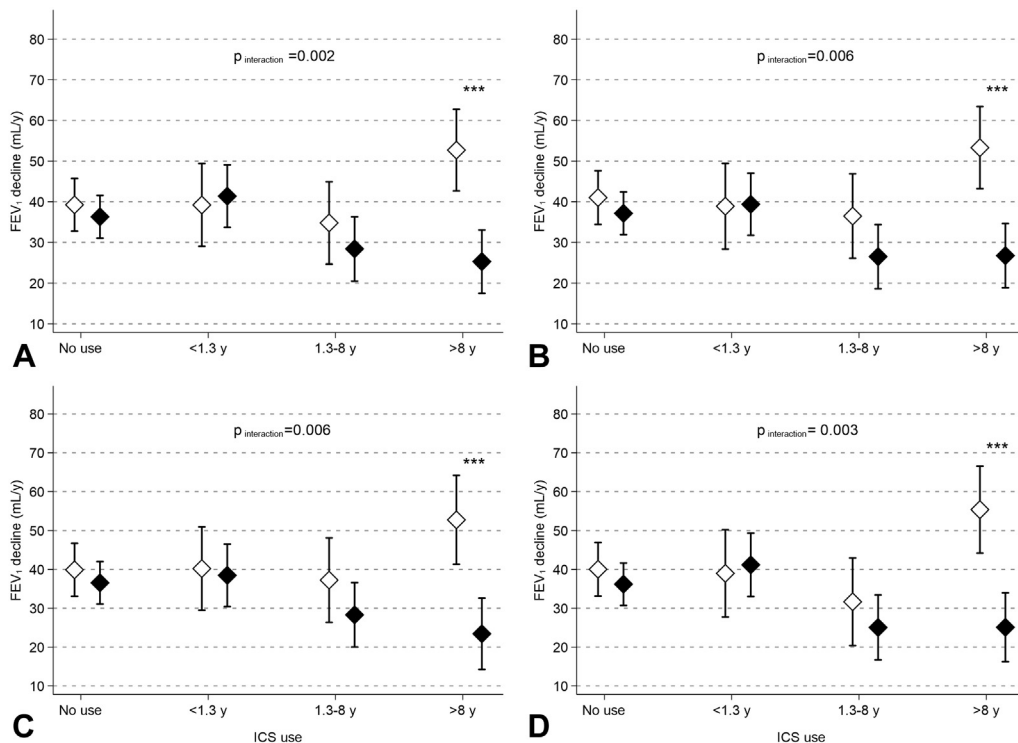 80
70
60
50
40
30
20
10
FEV₁ decline (mL/y)
p interaction =0.002
***
No use <1.3 y 1.3-8 y >8 y
A
80
70
60
50
40
30
20
10
FEV₁ decline (mL/y)
p interaction =0.006
***
No use <1.3 y 1.3-8 y >8 y
B
80
70
60
50
40
30
20
10
FEV₁ decline (mL/y)
p interaction=0.006
***
No use <1.3 y 1.3-8 y >8 y
C
ICS use
80
70
60
50
40
30
20
10
FEV₁ decline (mL/y)
p interaction= 0.003
***
No use <1.3 y 1.3-8 y >8 y
D
ICS use